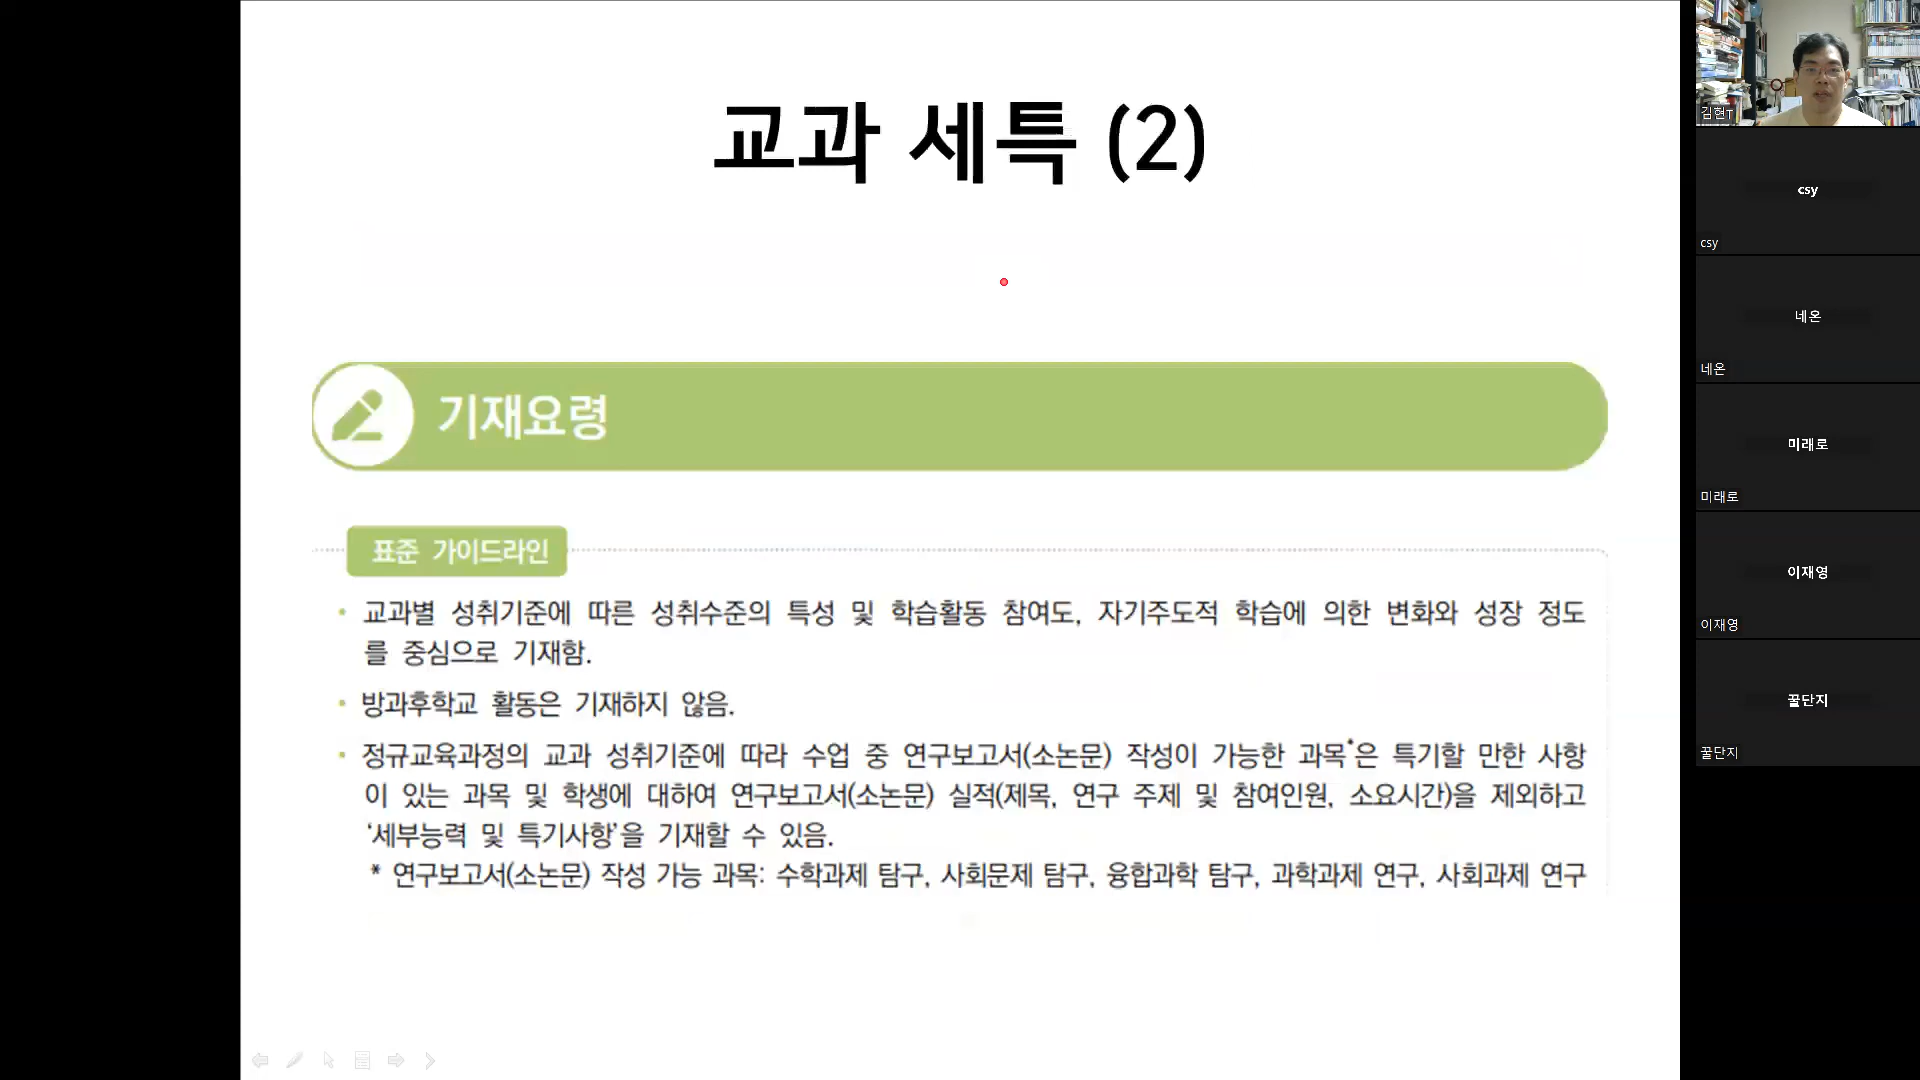 교과 세특 (2)
기재요령
표준 가이드라인
• 교과별 성취기준에 따른 성취수준의 특성 및 학습활동 참여도, 자기주도적 학습에 의한 변화와 성장 정도
를 중심으로 기재함.
• 방과후학교 활동은 기재하지 않음.
• 정규교육과정의 교과 성취기준에 따라 수업 중 연구보고서(소논문) 작성이 가능한 과목*은 특기할 만한 사항
이 있는 과목 및 학생에 대하여 연구보고서(소논문) 실적(제목, 연구 주제 및 참여인원, 소요시간)을 제외하고
‘세부능력 및 특기사항’을 기재할 수 있음.
* 연구보고서(소논문) 작성 가능 과목: 수학과제 탐구, 사회문제 탐구, 융합과학 탐구, 과학과제 연구, 사회과제 연구
김현T
csy
csy
네온
네온
미래로
미래로
이재영
이재영
꿀단지
꿀단지